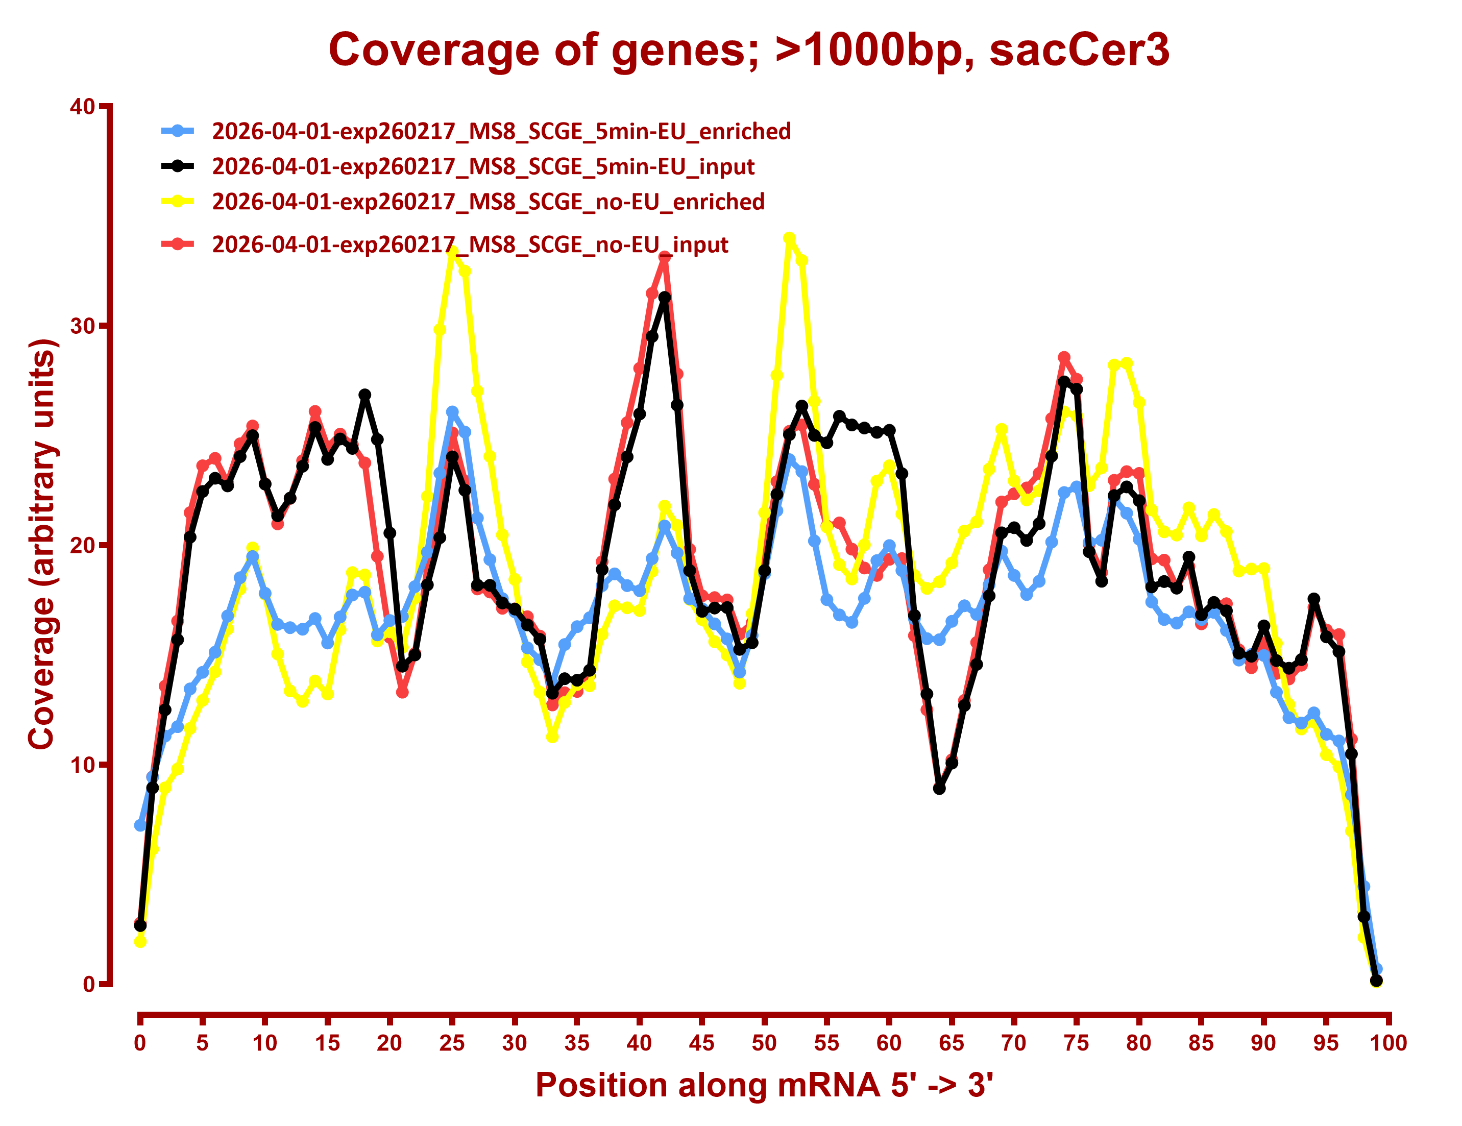 Coverage of genes; >1000bp, sacCer3
40
2026-04-01-exp260217_MS8_SCGE_5min-EU_enriched
2026-04-01-exp260217_MS8_SCGE_5min-EU_input
2026-04-01-exp260217_MS8_SCGE_no-EU_enriched
2026-04-01-exp260217_MS8_SCGE_no-EU_input
30
Coverage (arbitrary units)
20
10
0
0 5 10 15 20 25 30 35 40 45 50 55 60 65 70 75 80 85 90 95 100
Position along mRNA 5' -> 3'